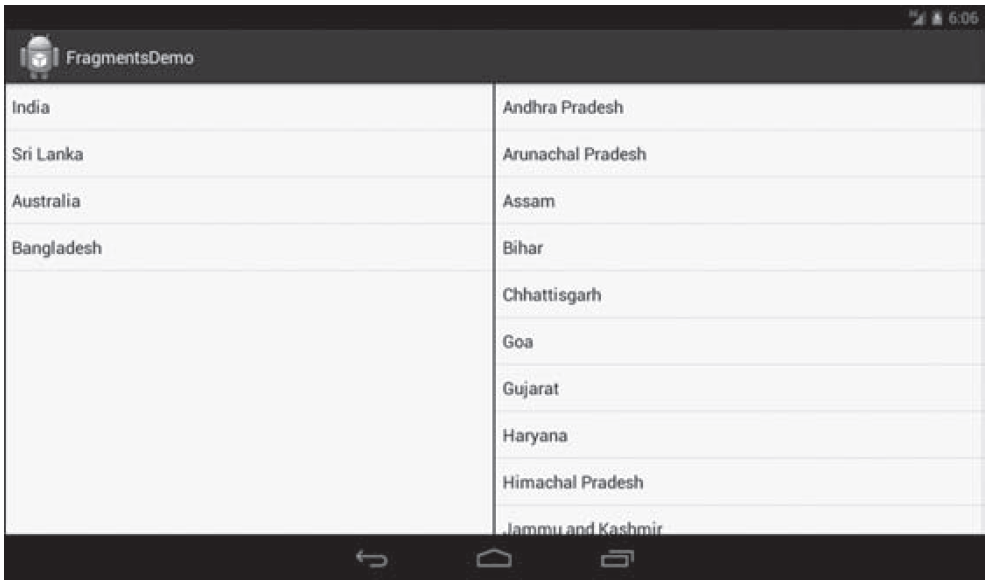 6:06
FragmentsDemo
India
Sri Lanka
Australia
Bangladesh
Andhra Pradesh
Arunachal Pradesh
Assam
Bihar
Chhattisgarh
Goa
Gujarat
Haryana
Himachal Pradesh
Jammu and Kashmir